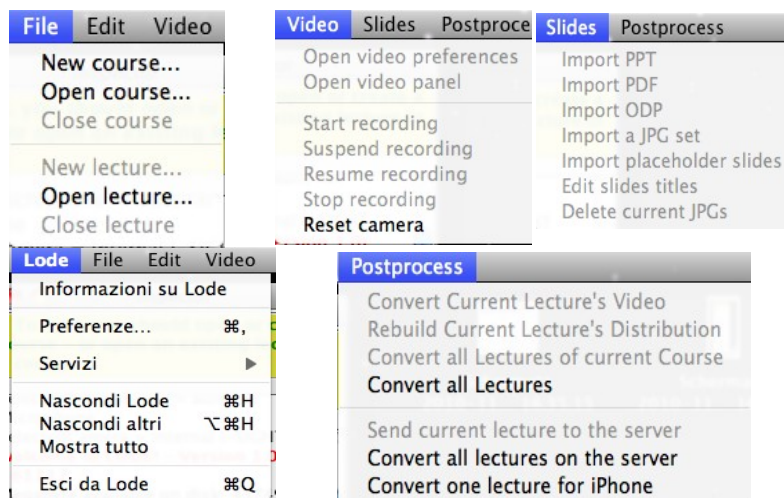 File Edit Video
New course...
Open course...
Close course
New lecture...
Open lecture...
Close lecture
Video Slides Postproce
Open video preferences
Open video panel
Start recording
Suspend recording
Resume recording
Stop recording
Reset camera
Slides Postprocess
Import PPT
Import PDF
Import ODP
Import a JPG set
Import placeholder slides
Edit slides titles
Delete current JPGs
Lode File Edit Video
Informazioni su Lode
Preferenze... ⌘,
Servizi ▶
Nascondi Lode ⌘H
Nascondi altri ⌥⌘H
Mostra tutto
Esci da Lode ⌘Q
Postprocess
Convert Current Lecture's Video
Rebuild Current Lecture's Distribution
Convert all Lectures of current Course
Convert all Lectures
Send current lecture to the server
Convert all lectures on the server
Convert one lecture for iPhone